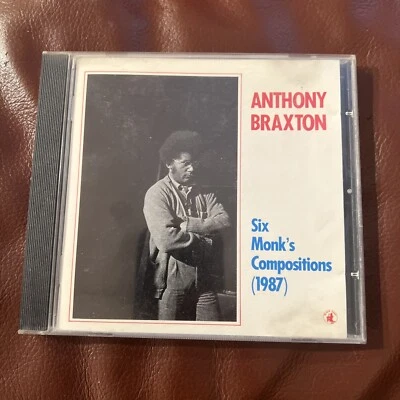 ANTHONY
BRAXTON
Six
Monk's
Compositions
(1987)